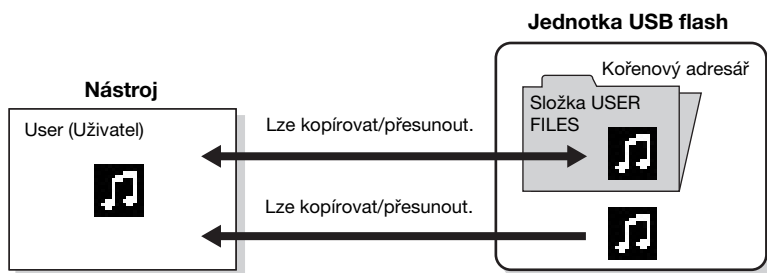 Jednotka USB flash
Kořenový adresář
Nástroj
Složka USER
FILES
User (Uživatel)
Lze kopírovat/přesunout.
Lze kopírovat/přesunout.